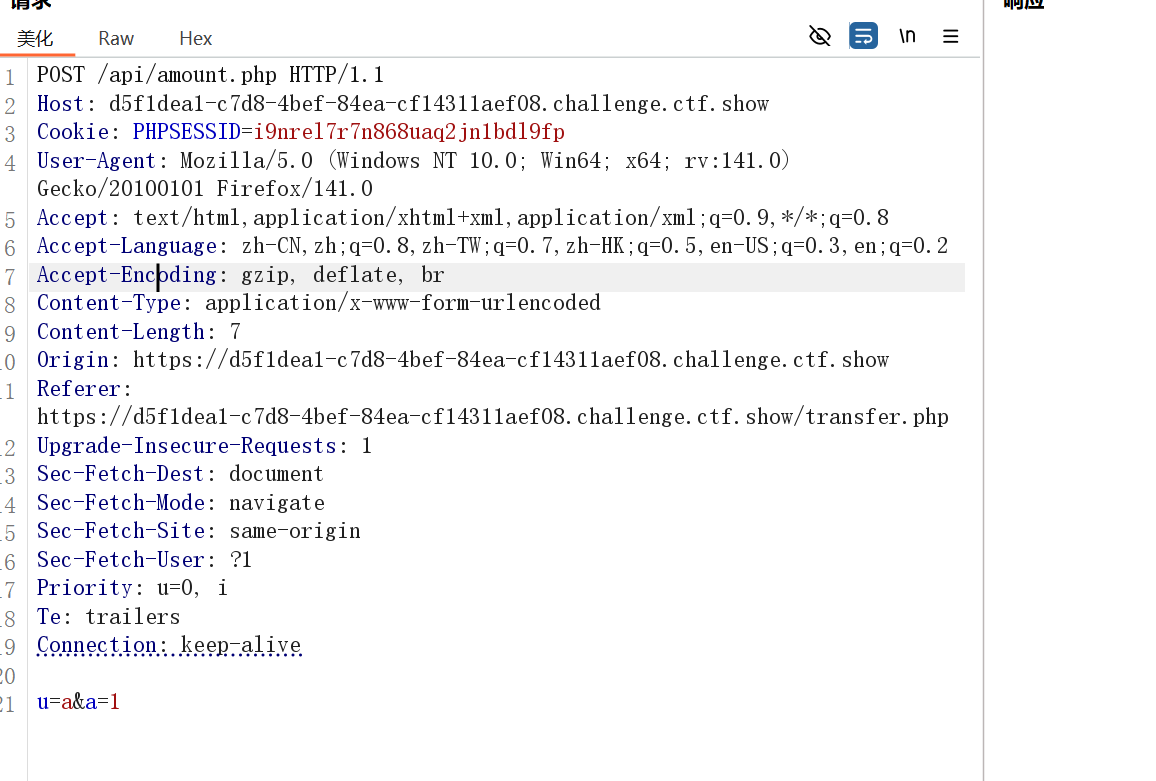 请求
响应
美化 Raw Hex \n
1 POST /api/amount.php HTTP/1.1
2 Host: d5f1dea1-c7d8-4bef-84ea-cf14311aef08.challenge.ctf.show
3 Cookie: PHPSESSID=i9nrel7r7n868uaq2jn1bdl9fp
4 User-Agent: Mozilla/5.0 (Windows NT 10.0; Win64; x64; rv:141.0)
Gecko/20100101 Firefox/141.0
5 Accept: text/html,application/xhtml+xml,application/xml;q=0.9,*/*;q=0.8
6 Accept-Language: zh-CN,zh;q=0.8,zh-TW;q=0.7,zh-HK;q=0.5,en-US;q=0.3,en;q=0.2
7 Accept-Encoding: gzip, deflate, br
8 Content-Type: application/x-www-form-urlencoded
9 Content-Length: 7
10 Origin: https://d5f1dea1-c7d8-4bef-84ea-cf14311aef08.challenge.ctf.show
11 Referer:
https://d5f1dea1-c7d8-4bef-84ea-cf14311aef08.challenge.ctf.show/transfer.php
12 Upgrade-Insecure-Requests: 1
13 Sec-Fetch-Dest: document
14 Sec-Fetch-Mode: navigate
15 Sec-Fetch-Site: same-origin
16 Sec-Fetch-User: ?1
17 Priority: u=0, i
18 Te: trailers
19 Connection: keep-alive
20
21 u=a&a=1